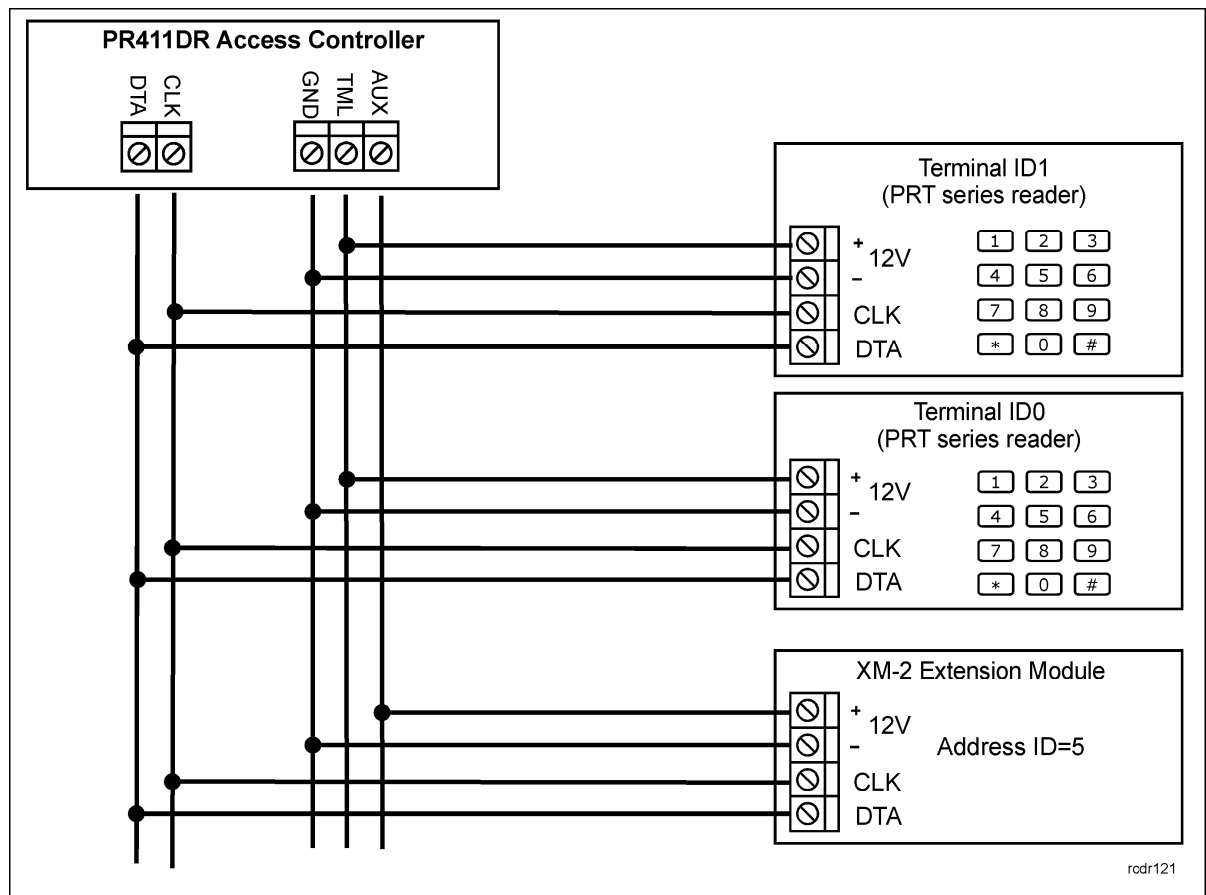 PR411DR Access Controller
DTA CLK GND TML AUX
Terminal ID1
(PRT series reader)
+ 1 2 3
12V
– 4 5 6
CLK 7 8 9
DTA * 0 #
Terminal ID0
(PRT series reader)
+ 1 2 3
12V
– 4 5 6
CLK 7 8 9
DTA * 0 #
XM-2 Extension Module
+
12V
– Address ID=5
CLK
DTA
rcdr121